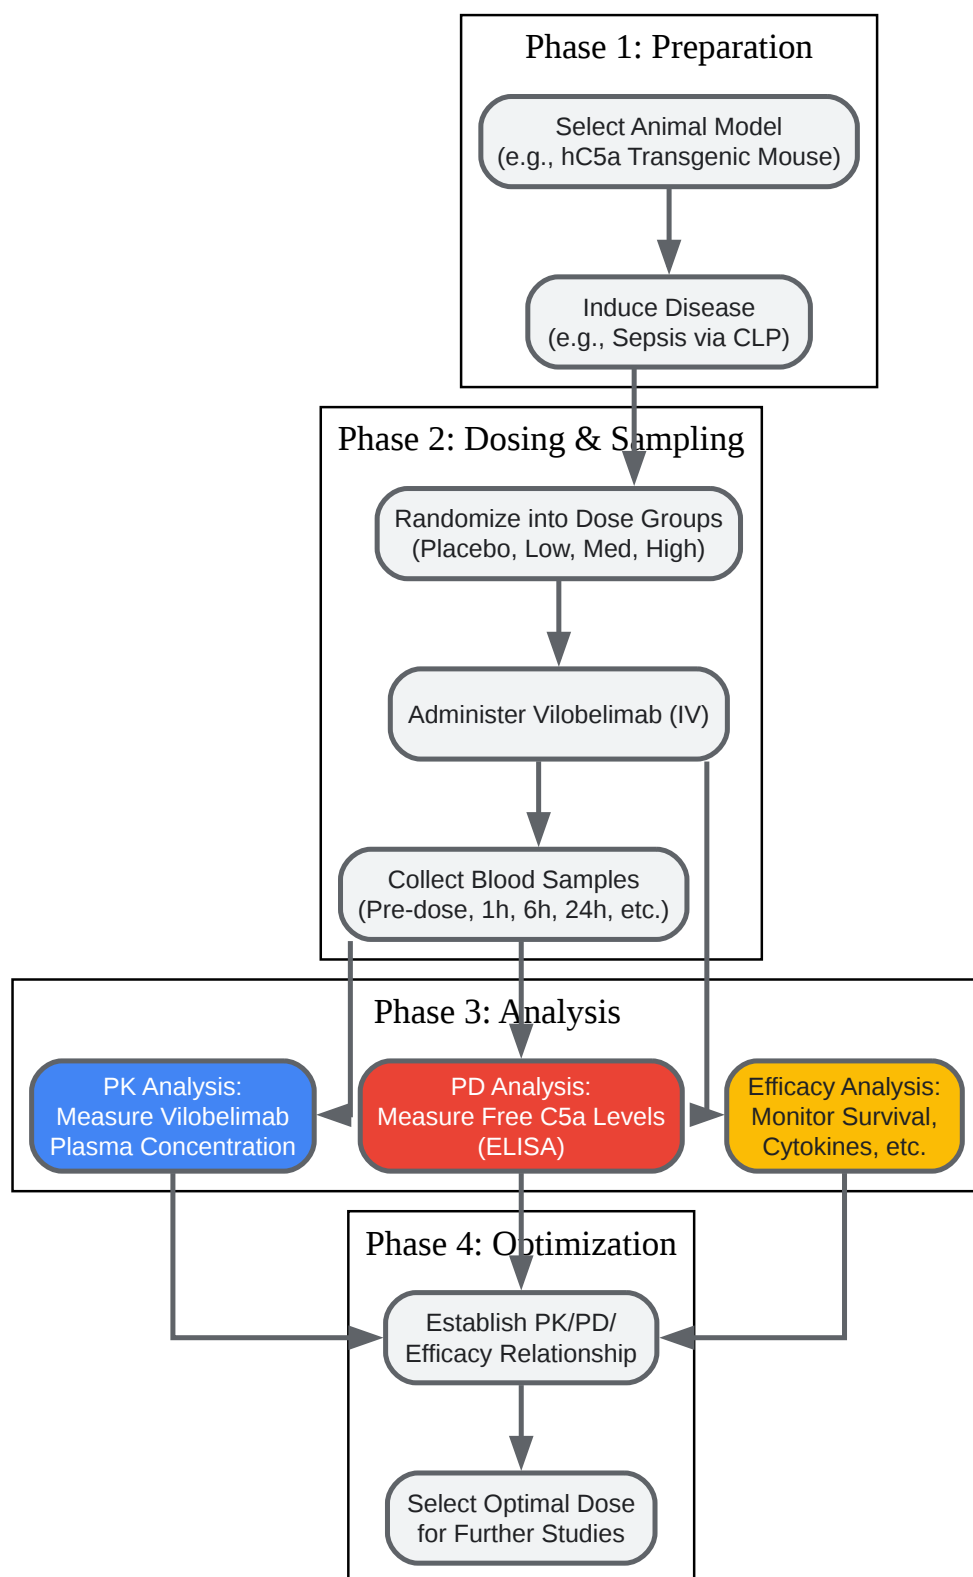 Phase 1: Preparation
Select Animal Model
(e.g., hC5a Transgenic Mouse)
Induce Disease
(e.g., Sepsis via CLP)
Phase 2: Dosing & Sampling
Randomize into Dose Groups
(Placebo, Low, Med, High)
Administer Vilobelimab (IV)
Collect Blood Samples
(Pre-dose, 1h, 6h, 24h, etc.)
Phase 3: Analysis
PK Analysis:
Measure Vilobelimab
Plasma Concentration
PD Analysis:
Measure Free C5a Levels
(ELISA)
Efficacy Analysis:
Monitor Survival,
Cytokines, etc.
Phase 4: Optimization
Establish PK/PD/
Efficacy Relationship
Select Optimal Dose
for Further Studies